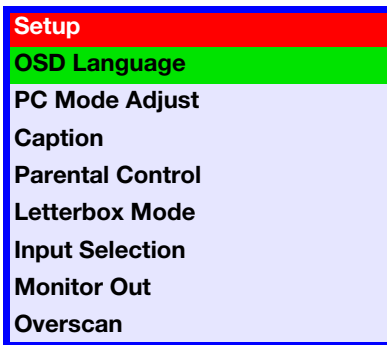 Setup
OSD Language
PC Mode Adjust
Caption
Parental Control
Letterbox Mode
Input Selection
Monitor Out
Overscan